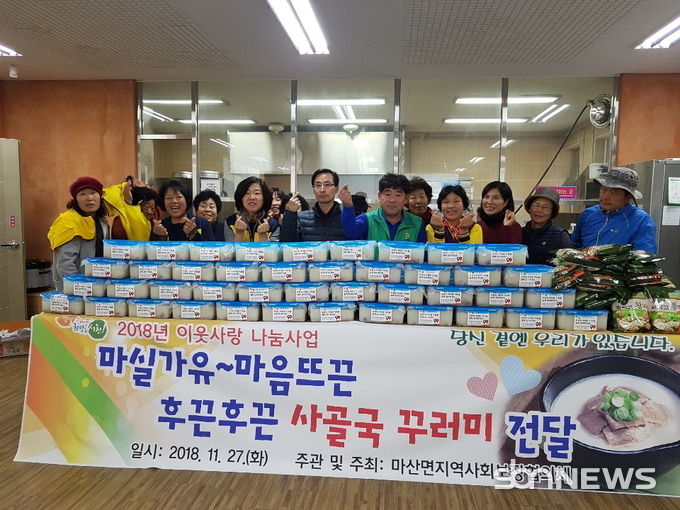 2018년 이웃사랑 나눔사업
당신 곁엔 우리가 있습니다.
마실가유~마음뜨끈
후끈후끈 사골국 꾸러미 전달
일시: 2018. 11. 27.(화) 주관 및 주최: 마산면지역사회보장협의체
NEWS